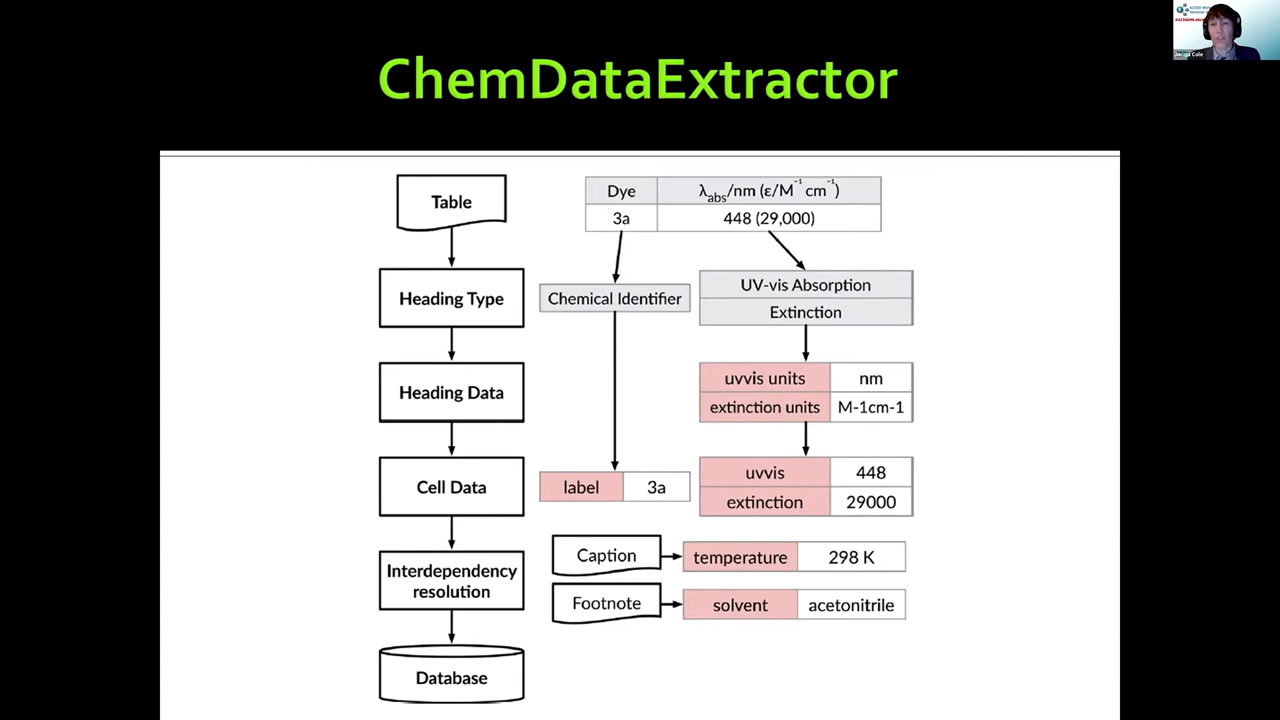 ChemDataExtractor
Jacqui Cole
Table
Dye
λabs/nm (ε/M⁻¹ cm⁻¹)
3a
448 (29,000)
Heading Type
Chemical Identifier
UV-vis Absorption
Extinction
Heading Data
uvvis units
nm
extinction units
M-1cm-1
Cell Data
label
3a
uvvis
448
extinction
29000
Interdependency
resolution
Caption
temperature
298 K
Footnote
solvent
acetonitrile
Database